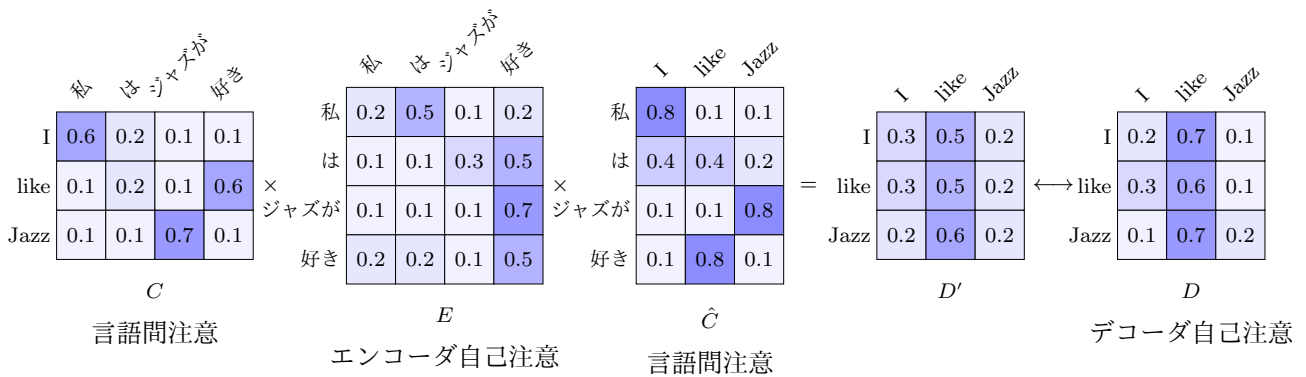 私 は ジャズが 好き
I 0.6 0.2 0.1 0.1
like 0.1 0.2 0.1 0.6
Jazz 0.1 0.1 0.7 0.1
C
言語間注意
×
私 は ジャズが 好き
私 0.2 0.5 0.1 0.2
は 0.1 0.1 0.3 0.5
ジャズが 0.1 0.1 0.1 0.7
好き 0.2 0.2 0.1 0.5
E
エンコーダ自己注意
×
I like Jazz
私 0.8 0.1 0.1
は 0.4 0.4 0.2
ジャズが 0.1 0.1 0.8
好き 0.1 0.8 0.1
Ĉ
言語間注意
=
I like Jazz
I 0.3 0.5 0.2
like 0.3 0.5 0.2
Jazz 0.2 0.6 0.2
D′
⟷
I like Jazz
I 0.2 0.7 0.1
like 0.3 0.6 0.1
Jazz 0.1 0.7 0.2
D
デコーダ自己注意